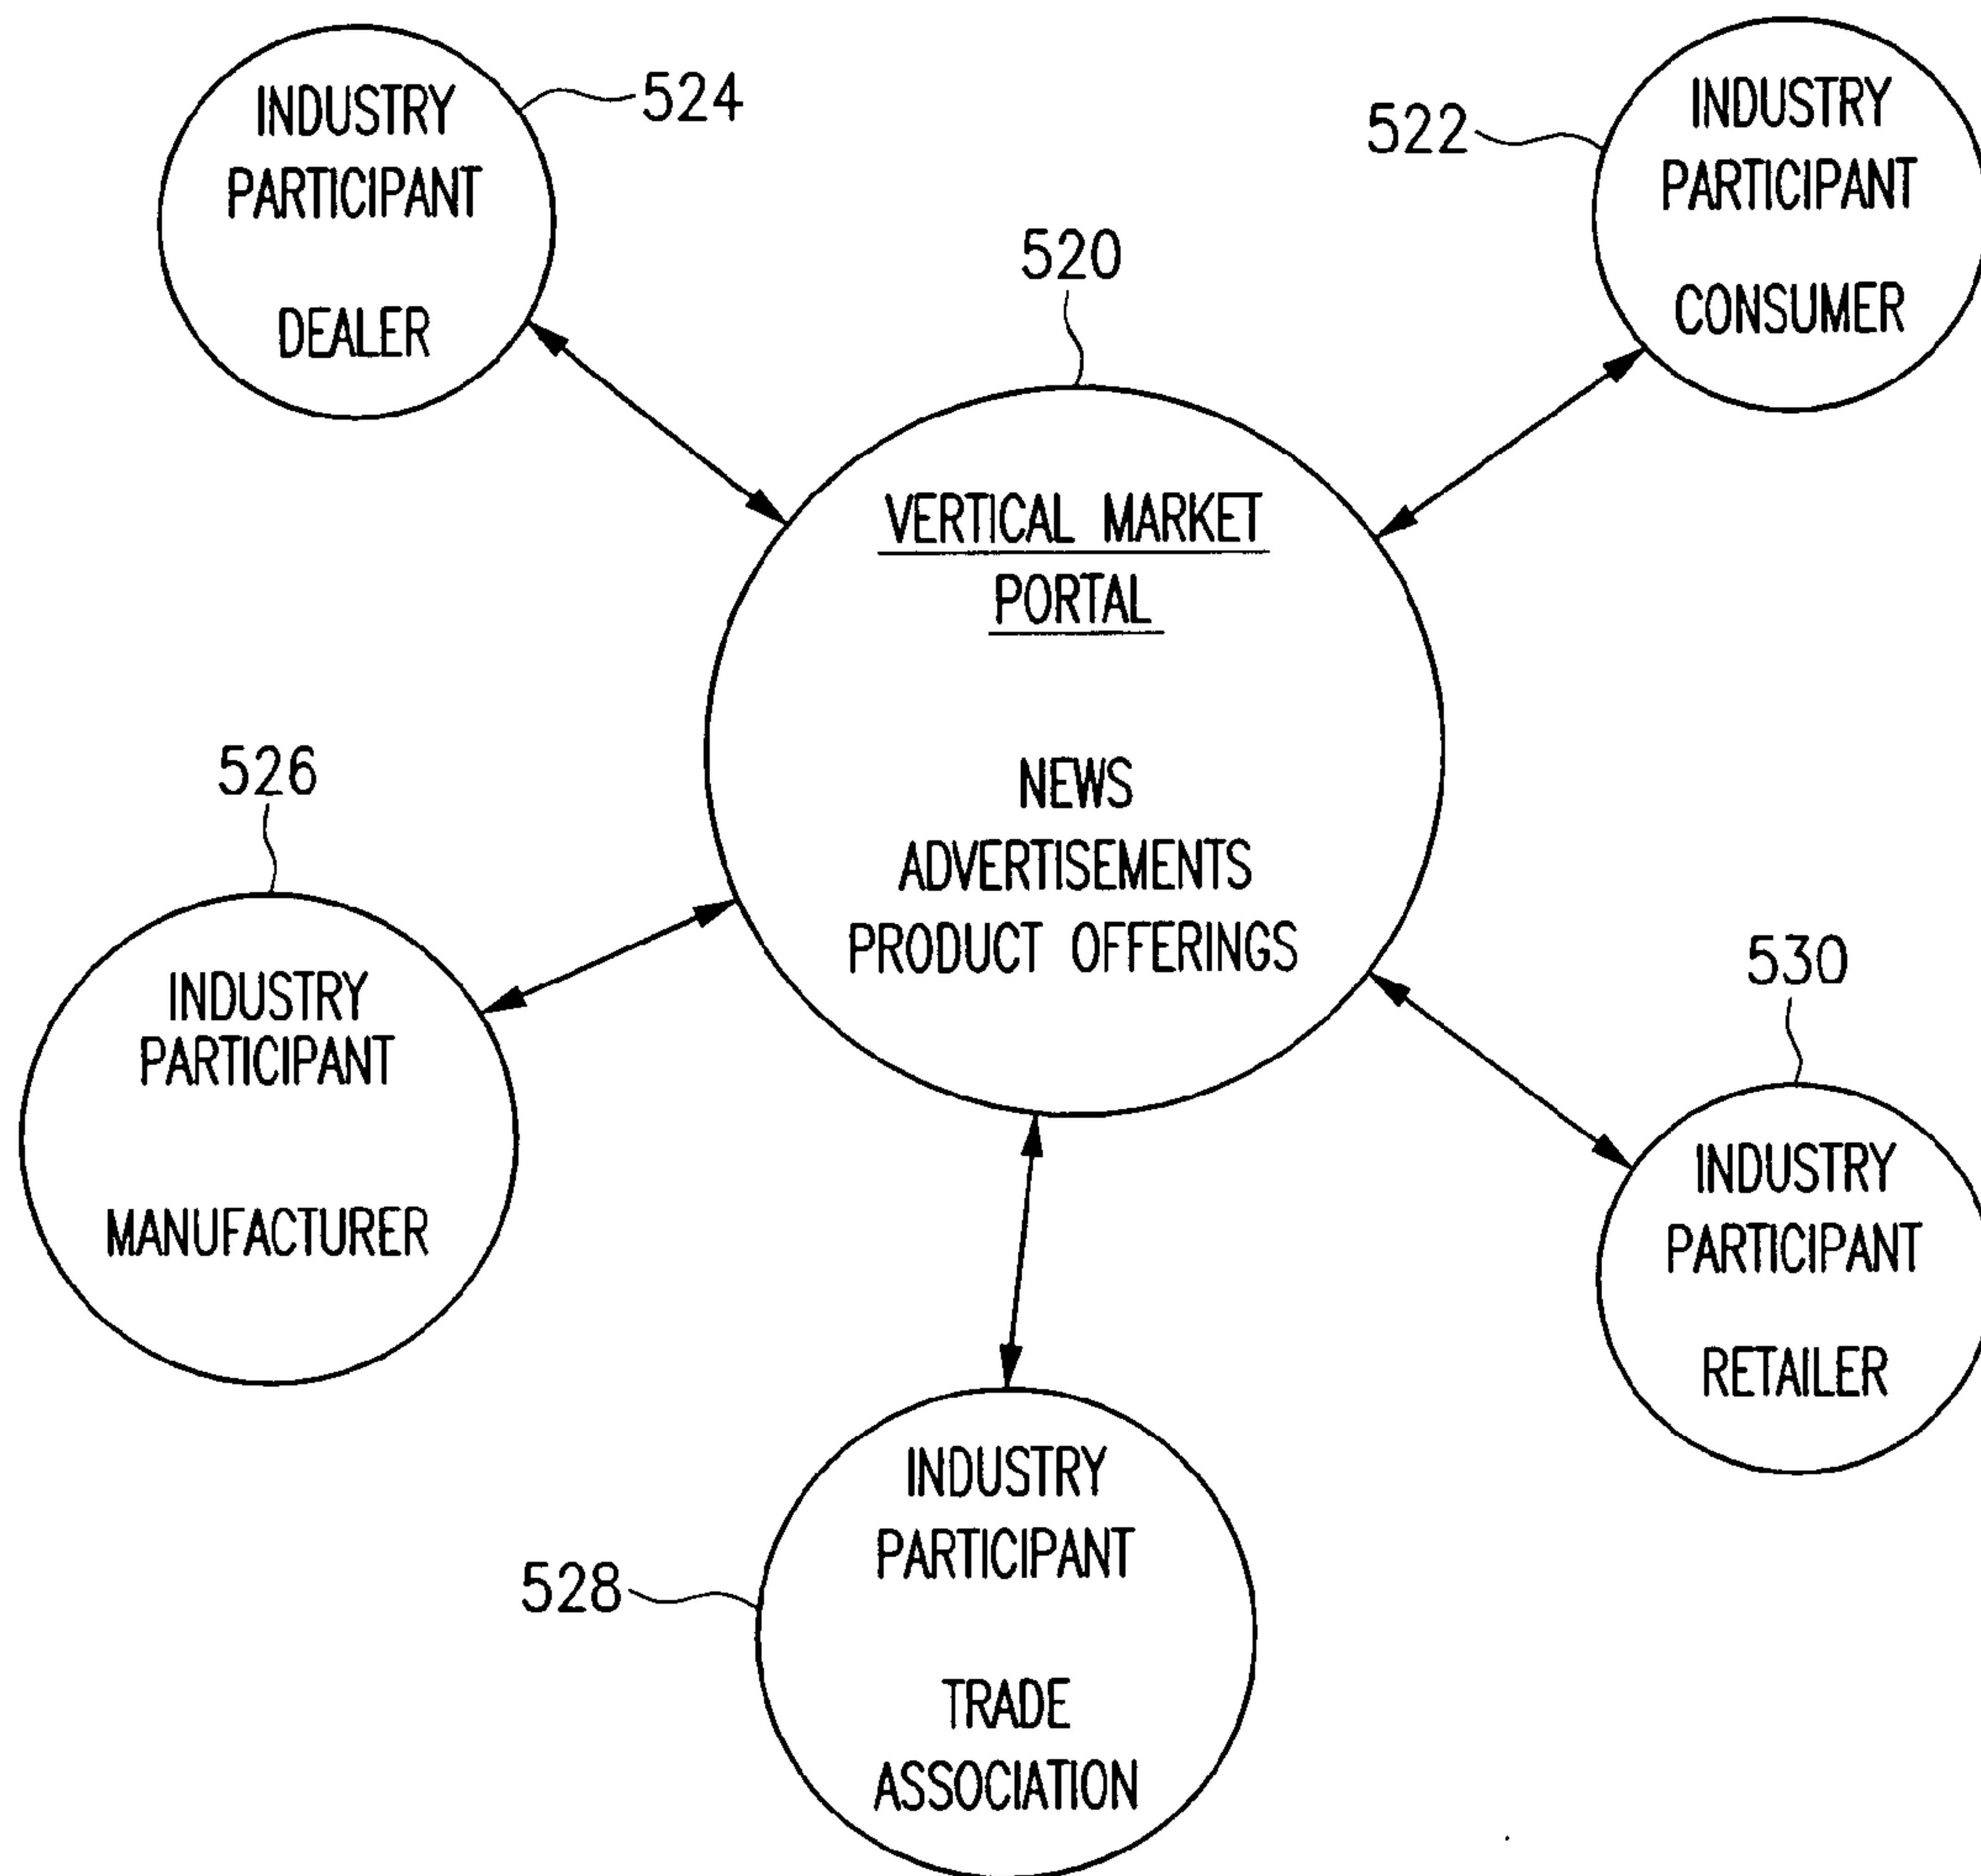 INDUSTRY
PARTICIPANT
DEALER
524
522
INDUSTRY
PARTICIPANT
CONSUMER
520
VERTICAL MARKET
PORTAL
NEWS
ADVERTISEMENTS
PRODUCT OFFERINGS
526
INDUSTRY
PARTICIPANT
MANUFACTURER
530
INDUSTRY
PARTICIPANT
RETAILER
528
INDUSTRY
PARTICIPANT
TRADE
ASSOCIATION